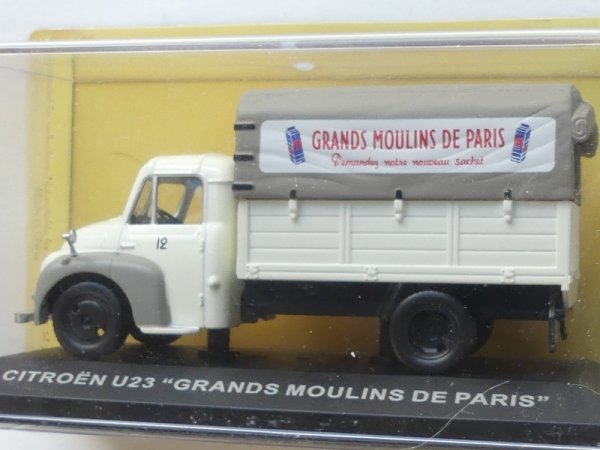 GRANDS MOULINS DE PARIS
Demandez notre nouveau sachet
12
CITROËN U23 "GRANDS MOULINS DE PARIS"